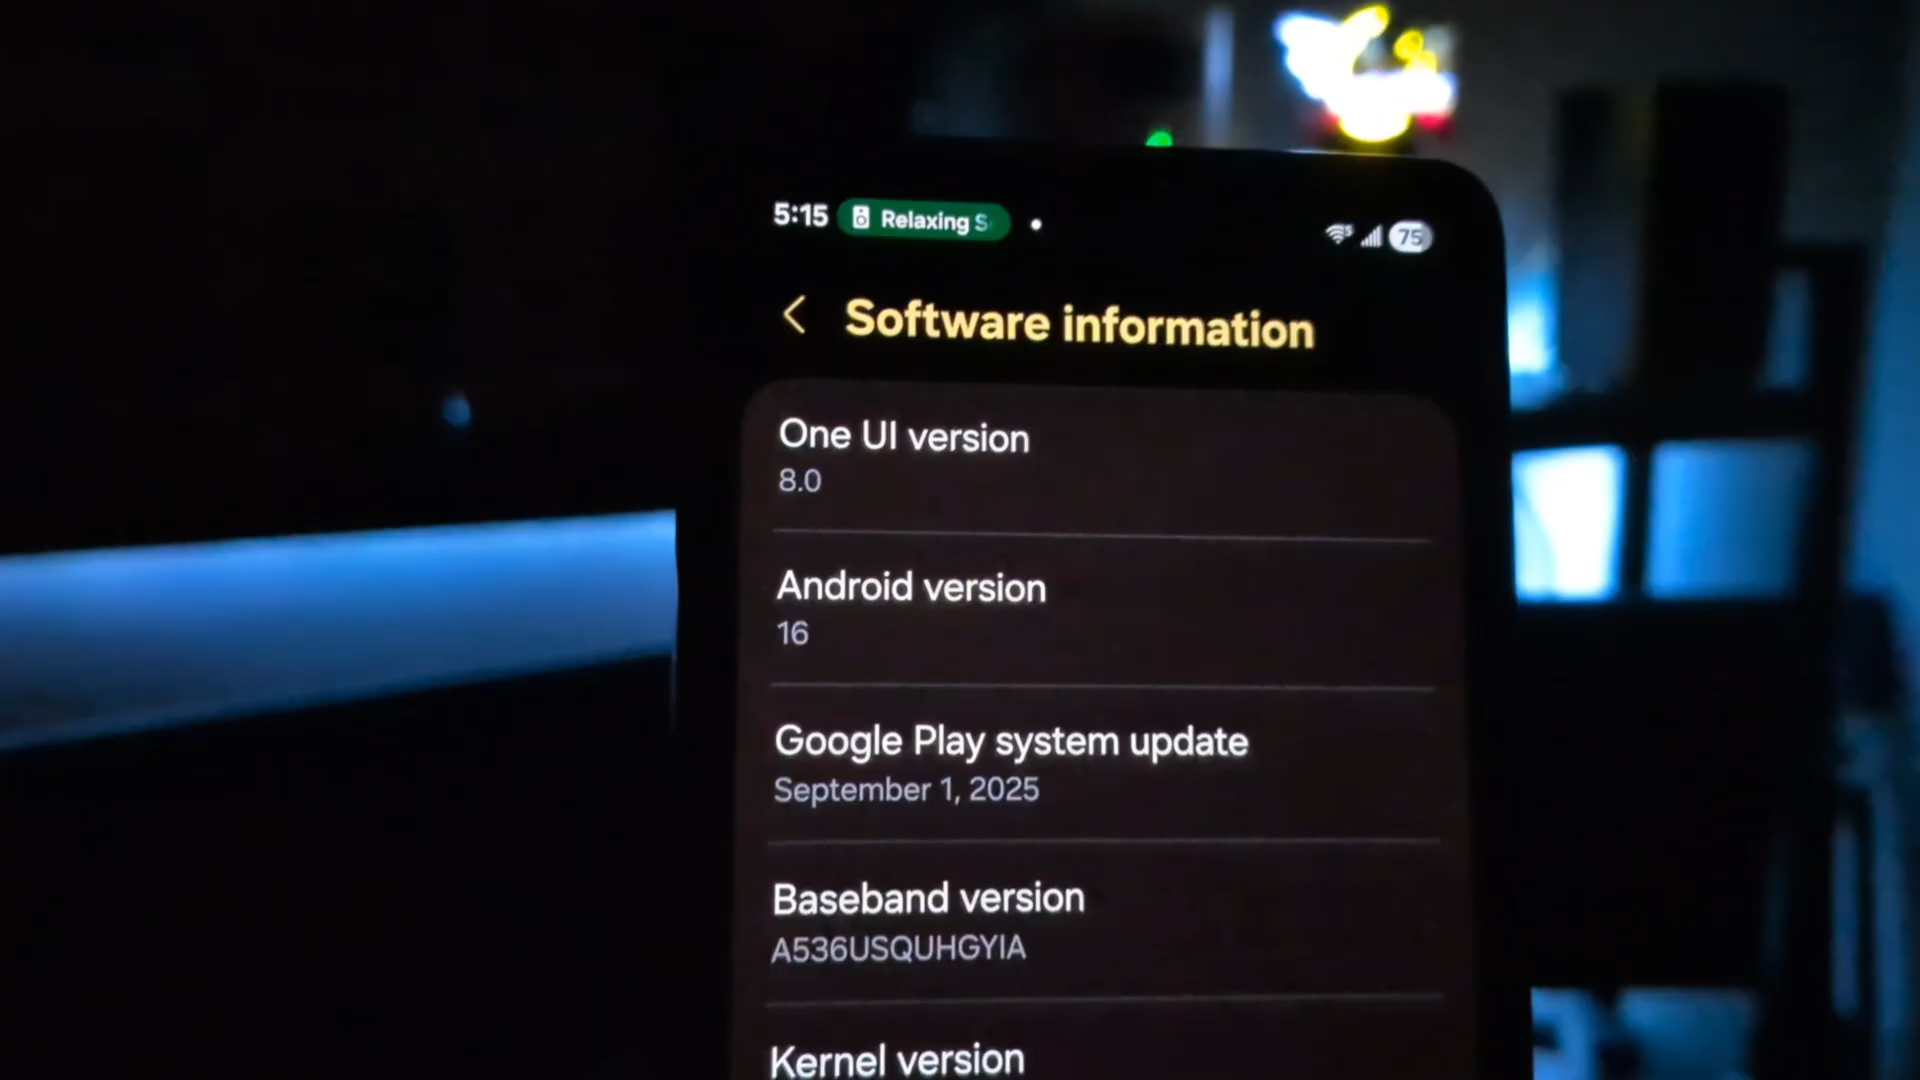 5:15 Relaxing S 75
Software information
One UI version
8.0
Android version
16
Google Play system update
September 1, 2025
Baseband version
A536USQUHGYIA
Kernel version